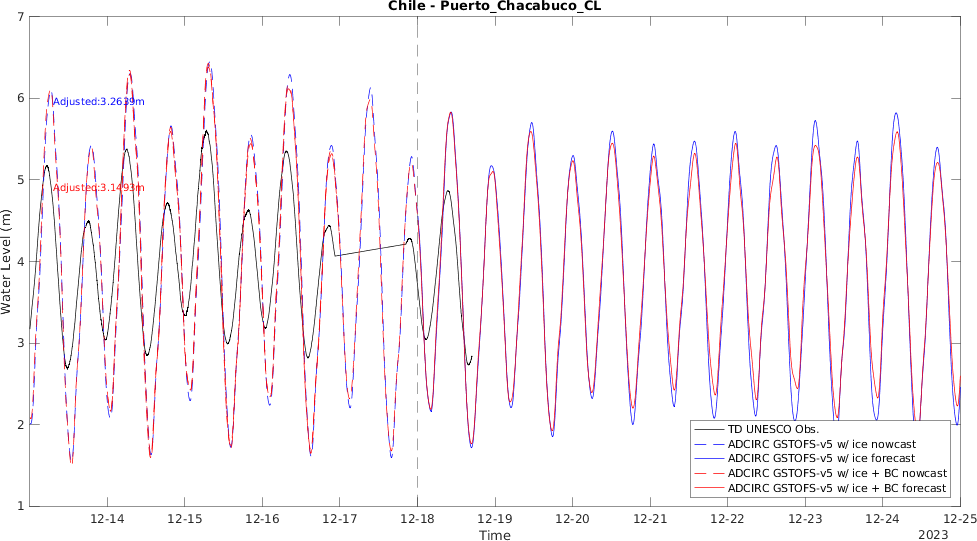 Chile - Puerto_Chacabuco_CL
7
6
5
4
3
2
1
Water Level (m)
Adjusted:3.2639m
Adjusted:3.1493m
TD UNESCO Obs.
ADCIRC GSTOFS-v5 w/ ice nowcast
ADCIRC GSTOFS-v5 w/ ice forecast
ADCIRC GSTOFS-v5 w/ ice + BC nowcast
ADCIRC GSTOFS-v5 w/ ice + BC forecast
12-14 12-15 12-16 12-17 12-18 12-19 12-20 12-21 12-22 12-23 12-24 12-25
Time
2023